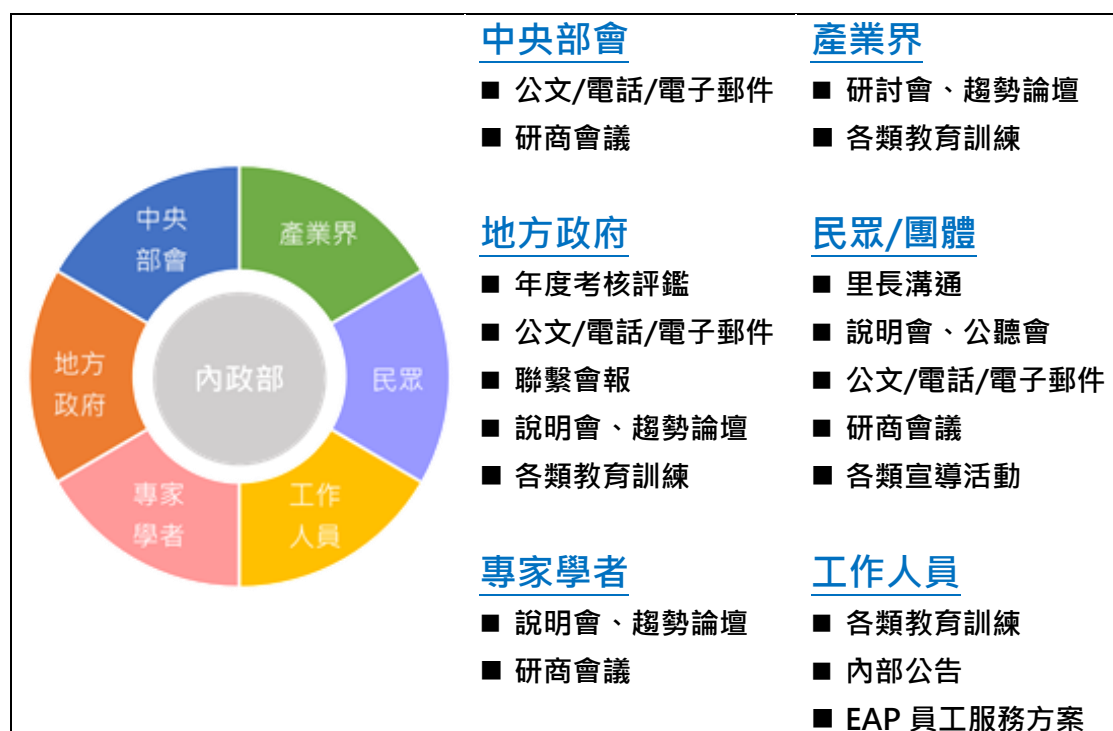 中央
部會
產業界
地方
政府
內政部
民眾
專家
學者
工作
人員
中央部會
■ 公文/電話/電子郵件
■ 研商會議
產業界
■ 研討會、趨勢論壇
■ 各類教育訓練
地方政府
■ 年度考核評鑑
■ 公文/電話/電子郵件
■ 聯繫會報
■ 說明會、趨勢論壇
■ 各類教育訓練
民眾/團體
■ 里長溝通
■ 說明會、公聽會
■ 公文/電話/電子郵件
■ 研商會議
■ 各類宣導活動
專家學者
■ 說明會、趨勢論壇
■ 研商會議
工作人員
■ 各類教育訓練
■ 內部公告
■ EAP 員工服務方案